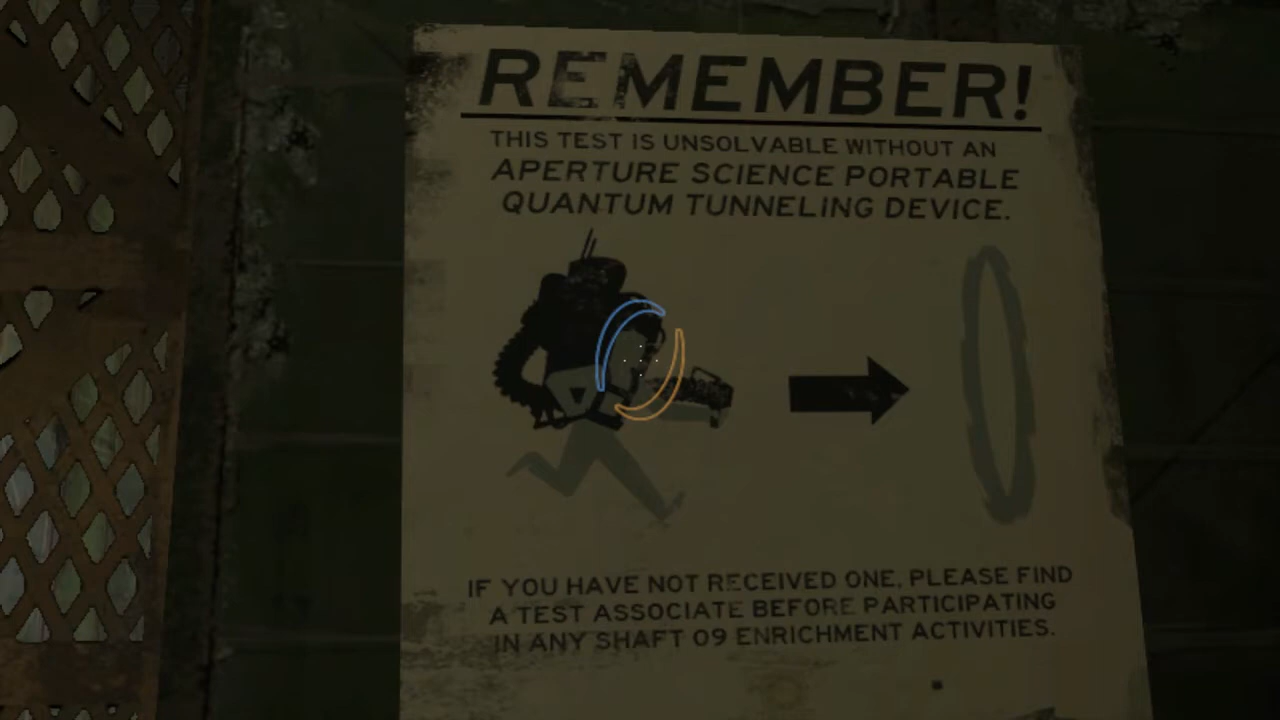 REMEMBER!
THIS TEST IS UNSOLVABLE WITHOUT AN
APERTURE SCIENCE PORTABLE
QUANTUM TUNNELING DEVICE.
IF YOU HAVE NOT RECEIVED ONE, PLEASE FIND
A TEST ASSOCIATE BEFORE PARTICIPATING
IN ANY SHAFT 09 ENRICHMENT ACTIVITIES.